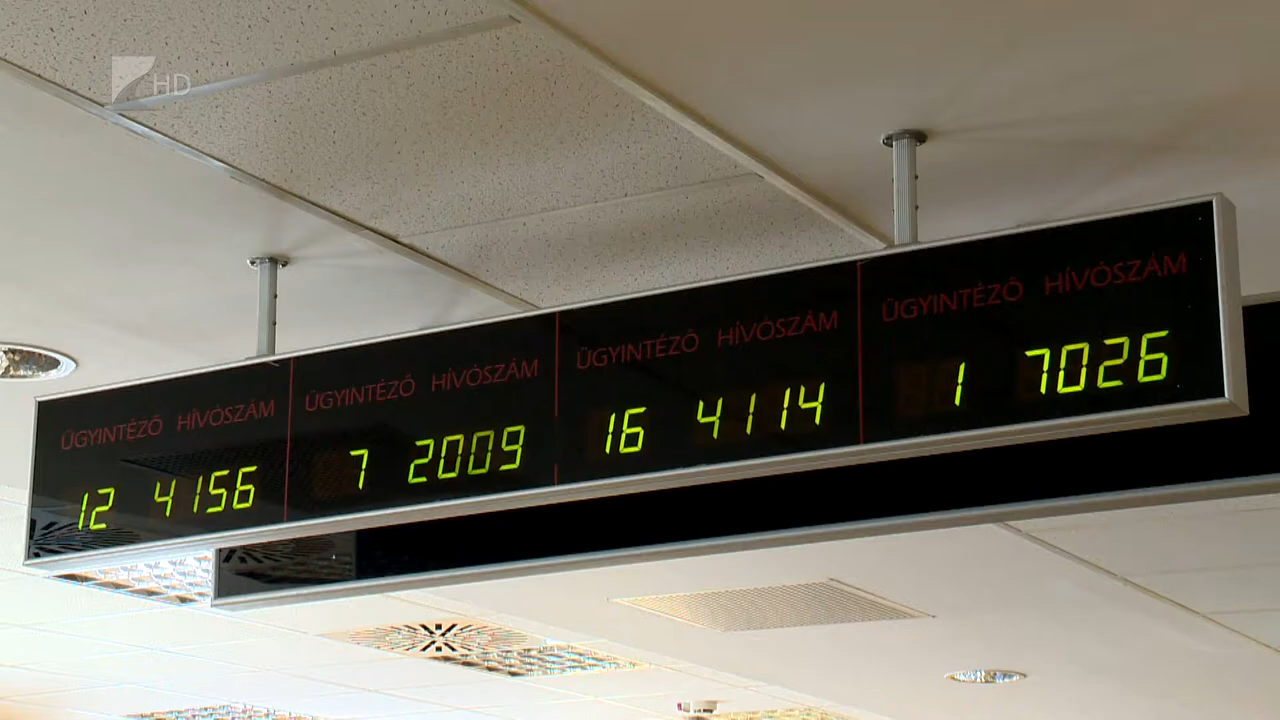 HD
ÜGYINTÉZŐ HÍVÓSZÁM
12 4156
ÜGYINTÉZŐ HÍVÓSZÁM
7 2009
ÜGYINTÉZŐ HÍVÓSZÁM
16 4114
ÜGYINTÉZŐ HÍVÓSZÁM
1 7026